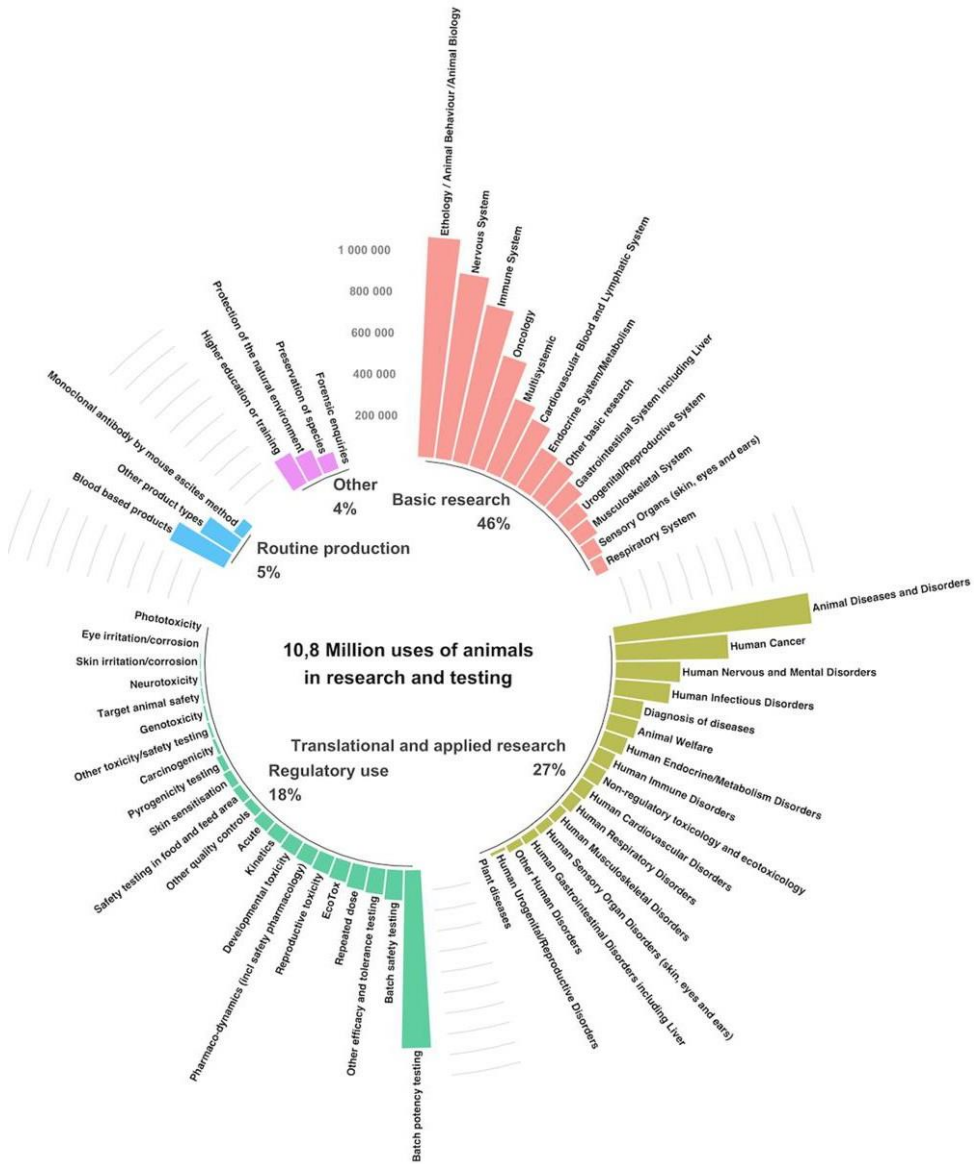 Ethology / Animal Behaviour /Animal Biology
Nervous System
Immune System
Oncology
Multisystemic
Cardiovascular Blood and Lymphatic System
Endocrine System/Metabolism
Other basic research
Gastrointestinal System including Liver
Urogenital/Reproductive System
Musculoskeletal System
Sensory Organs (skin, eyes and ears)
Respiratory System
1 000 000
800 000
600 000
400 000
200 000
Basic research
46%
Forensic enquiries
Preservation of species
Protection of the natural environment
Higher education or training
Other
4%
Monoclonal antibody by mouse ascites method
Other product types
Blood based products
Routine production
5%
10,8 Million uses of animals
in research and testing
Animal Diseases and Disorders
Human Cancer
Human Nervous and Mental Disorders
Human Infectious Disorders
Diagnosis of diseases
Animal Welfare
Human Endocrine/Metabolism Disorders
Human Immune Disorders
Non-regulatory toxicology and ecotoxicology
Human Cardiovascular Disorders
Human Respiratory Disorders
Human Musculoskeletal Disorders
Human Sensory Organ Disorders (skin, eyes and ears)
Human Gastrointestinal Disorders including Liver
Other Human Disorders
Human Urogenital/Reproductive Disorders
Plant diseases
Translational and applied research
27%
Regulatory use
18%
Phototoxicity
Eye irritation/corrosion
Skin irritation/corrosion
Neurotoxicity
Target animal safety
Genotoxicity
Other toxicity/safety testing
Carcinogenicity
Pyrogenicity testing
Skin sensitisation
Safety testing in food and feed area
Other quality controls
Acute
Kinetics
Developmental toxicity
Pharmaco-dynamics (incl safety pharmacology)
Reproductive toxicity
EcoTox
Repeated dose
Other efficacy and tolerance testing
Batch safety testing
Batch potency testing